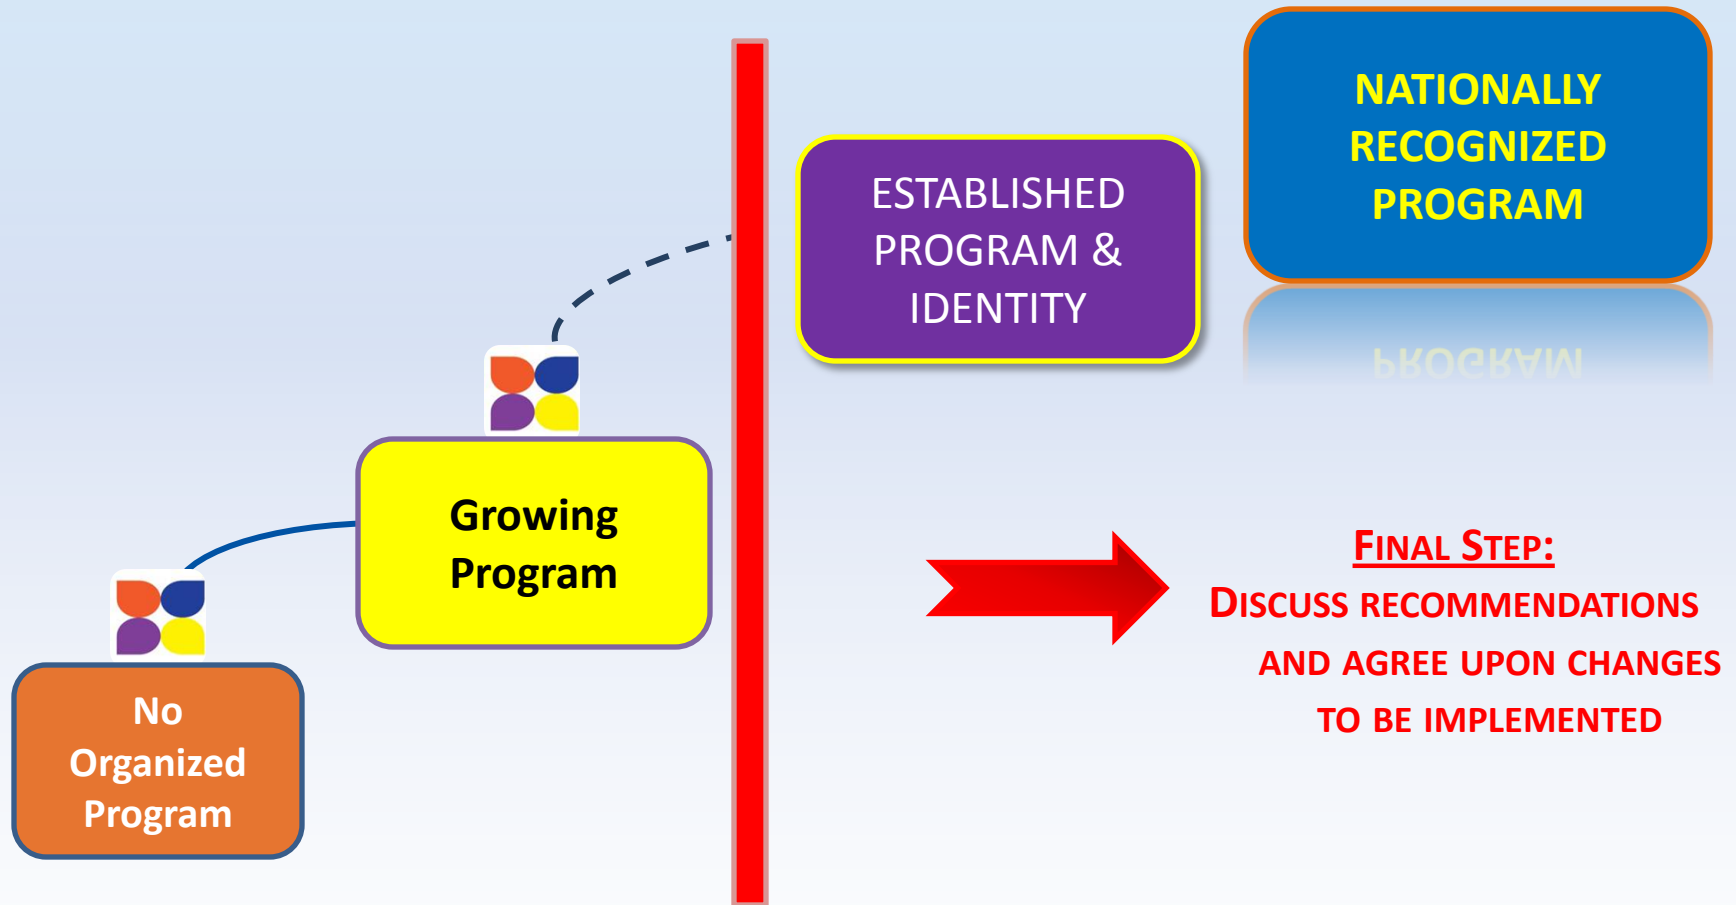 NATIONALLY
RECOGNIZED
PROGRAM
ESTABLISHED
PROGRAM &
IDENTITY
PROGRAM
Growing
Program
FINAL STEP:
DISCUSS RECOMMENDATIONS
AND AGREE UPON CHANGES
TO BE IMPLEMENTED
No
Organized
Program